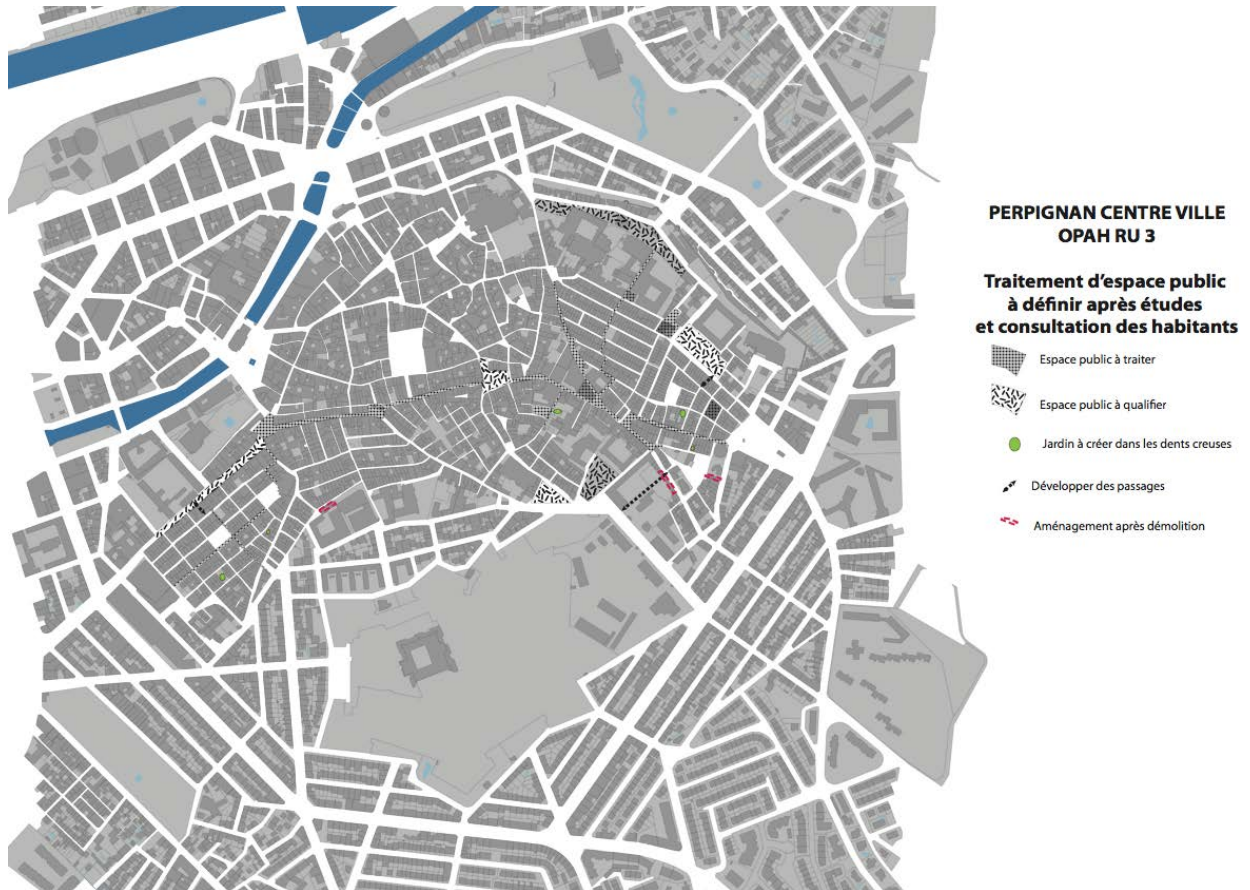 PERPIGNAN CENTRE VILLE
OPAH RU 3
Traitement d'espace public
à définir après études
et consultation des habitants
Espace public à traiter
Espace public à qualifier
Jardin à créer dans les dents creuses
Développer des passages
Aménagement après démolition